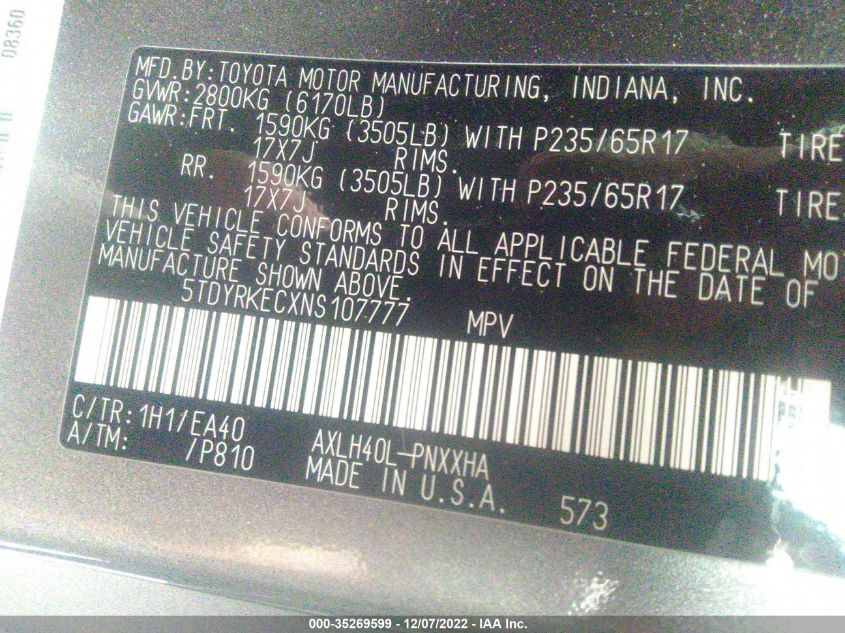 08360
MFD.BY:TOYOTA MOTOR MANUFACTURING, INDIANA, INC.
GVWR:2800KG (6170LB)
GAWR:FRT. 1590KG (3505LB) WITH P235/65R17 TIRE
17X7J RIMS.
RR. 1590KG (3505LB) WITH P235/65R17 TIRE
17X7J RIMS.
THIS VEHICLE CONFORMS TO ALL APPLICABLE FEDERAL MO
VEHICLE SAFETY STANDARDS IN EFFECT ON THE DATE OF
MANUFACTURE SHOWN ABOVE.
5TDYRKECXNS107777 MPV
C/TR:1H1/EA40 AXLH40L-PNXXHA
A/TM: /P810 MADE IN U.S.A. 573
000-35269599 - 12/07/2022 - IAA Inc.